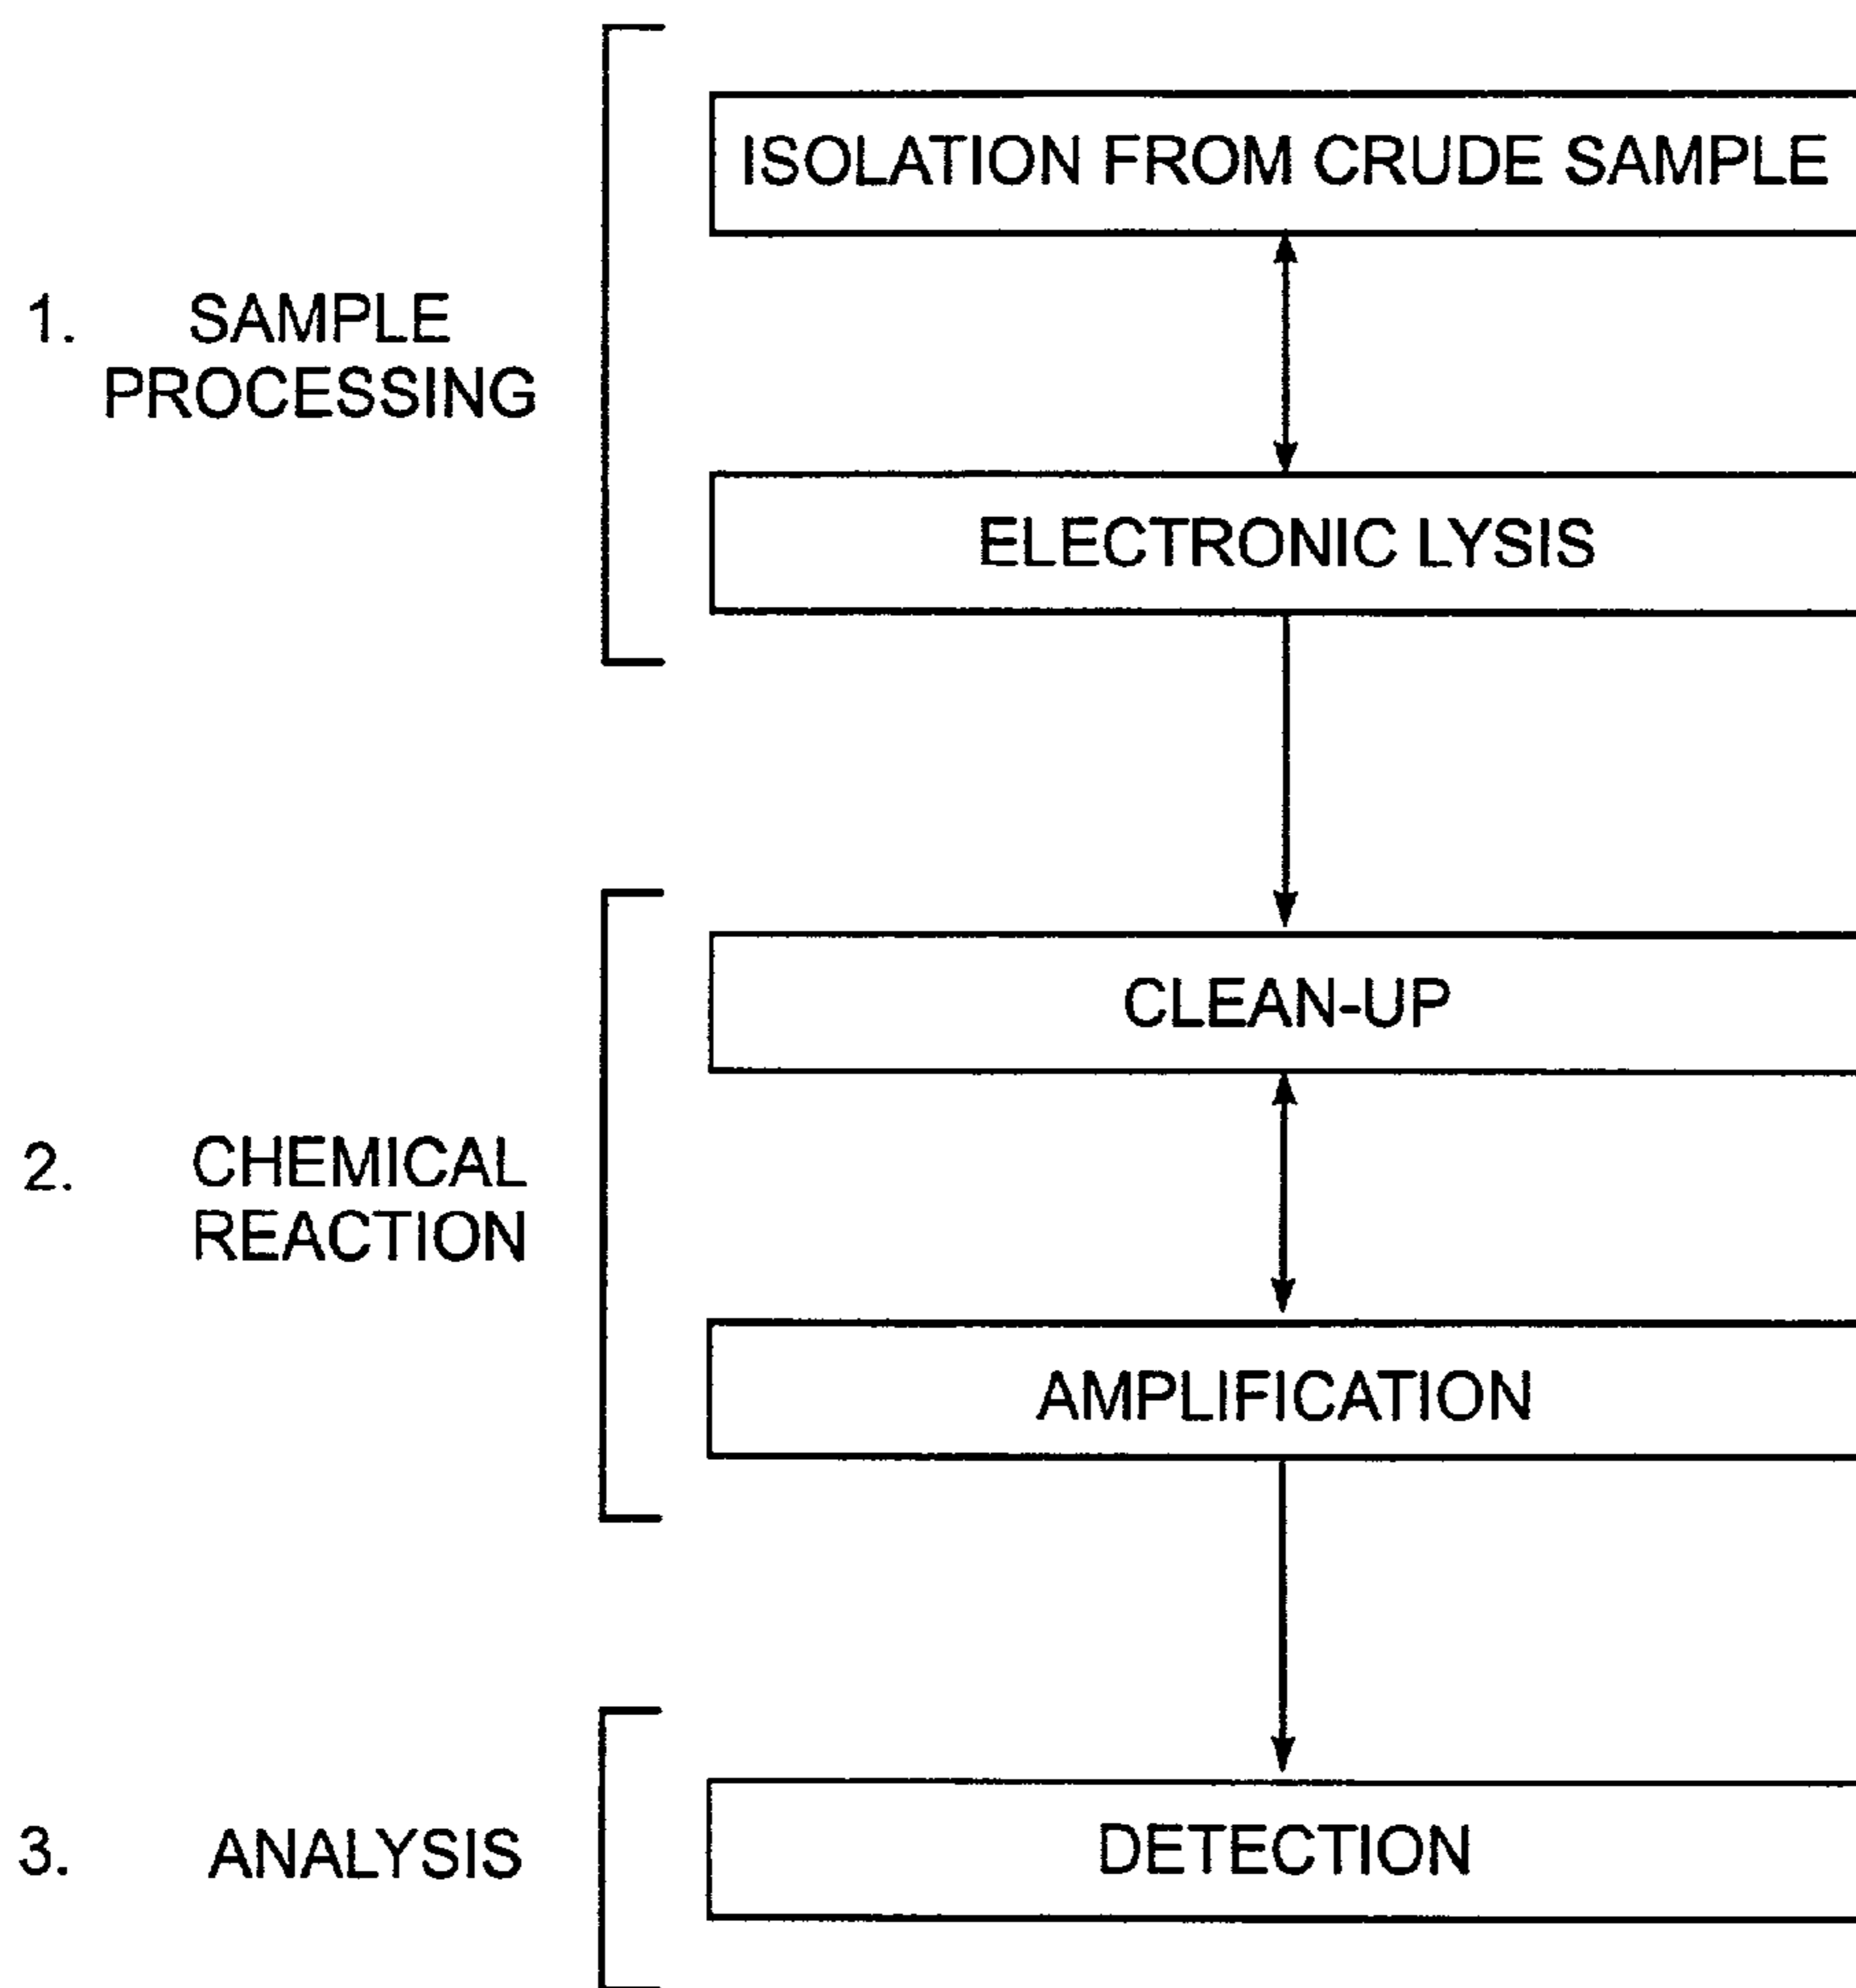 ISOLATION FROM CRUDE SAMPLE
1. SAMPLE
PROCESSING
ELECTRONIC LYSIS
CLEAN-UP
2. CHEMICAL
REACTION
AMPLIFICATION
3. ANALYSIS
DETECTION